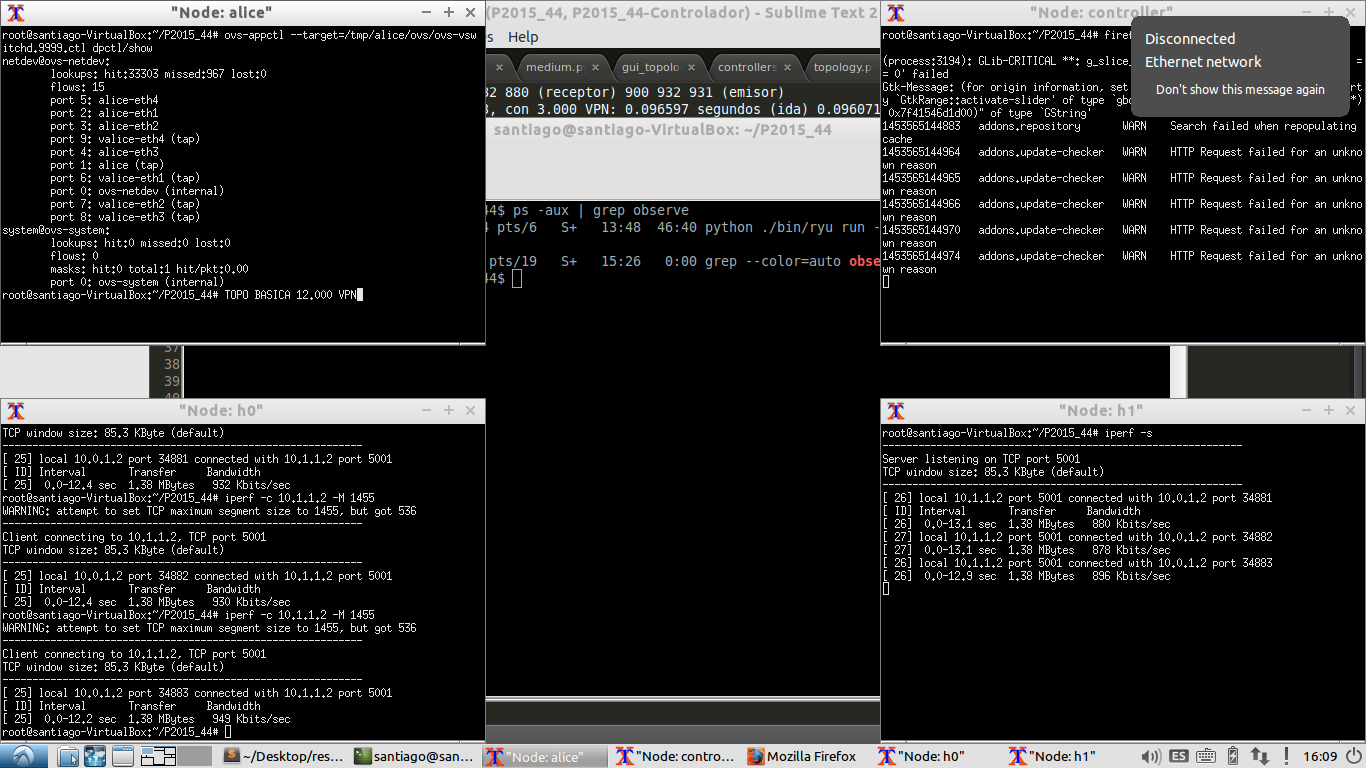 "Node: alice"
root@santiago-VirtualBox:~/P2015_44# ovs-appctl --target=/tmp/alice/ovs/ovs-vsw
itchd.9999.ctl dpctl/show
netdev@ovs-netdev:
lookups: hit:33303 missed:967 lost:0
flows: 15
port 5: alice-eth4
port 2: alice-eth1
port 3: alice-eth2
port 9: valice-eth4 (tap)
port 4: alice-eth3
port 1: alice (tap)
port 6: valice-eth1 (tap)
port 0: ovs-netdev (internal)
port 7: valice-eth2 (tap)
port 8: valice-eth3 (tap)
system@ovs-system:
lookups: hit:0 missed:0 lost:0
flows: 0
masks: hit:0 total:1 hit/pkt:0.00
port 0: ovs-system (internal)
root@santiago-VirtualBox:~/P2015_44# TOPO BASICA 12.000 VPN
(P2015_44, P2015_44-Controlador) - Sublime Text 2
s Help
medium.p
gui_topolo
controllers
topology.p
32 880 (receptor) 900 932 931 (emisor)
3, con 3.000 VPN: 0.096597 segundos (ida) 0.096071
santiago@santiago-VirtualBox: ~/P2015_44
44$ ps -aux | grep observe
4 pts/6 S+ 13:48 46:40 python ./bin/ryu run -
pts/19 S+ 15:26 0:00 grep --color=auto obse
44$
"Node: controller"
root@santiago-VirtualBox:~/P2015_44# firef
(process:3194): GLib-CRITICAL **: g_slice_
= 0' failed
Gtk-Message: (for origin information, set
y `GtkRange::activate-slider' of type `gbo
0x7f41546d1d00)" of type `GString'
1453565144883 addons.repository WARN Search failed when repopulating
cache
1453565144964 addons.update-checker WARN HTTP Request failed for an unkno
wn reason
1453565144965 addons.update-checker WARN HTTP Request failed for an unkno
wn reason
1453565144966 addons.update-checker WARN HTTP Request failed for an unkno
wn reason
1453565144970 addons.update-checker WARN HTTP Request failed for an unkno
wn reason
1453565144974 addons.update-checker WARN HTTP Request failed for an unkno
wn reason
Disconnected
Ethernet network
Don't show this message again
37
38
39
"Node: h0"
TCP window size: 85.3 KByte (default)
------------------------------------------------------------
[ 25] local 10.0.1.2 port 34881 connected with 10.1.1.2 port 5001
[ ID] Interval Transfer Bandwidth
[ 25] 0.0-12.4 sec 1.38 MBytes 932 Kbits/sec
root@santiago-VirtualBox:~/P2015_44# iperf -c 10.1.1.2 -M 1455
WARNING: attempt to set TCP maximum segment size to 1455, but got 536
------------------------------------------------------------
Client connecting to 10.1.1.2, TCP port 5001
TCP window size: 85.3 KByte (default)
------------------------------------------------------------
[ 25] local 10.0.1.2 port 34882 connected with 10.1.1.2 port 5001
[ ID] Interval Transfer Bandwidth
[ 25] 0.0-12.4 sec 1.38 MBytes 930 Kbits/sec
root@santiago-VirtualBox:~/P2015_44# iperf -c 10.1.1.2 -M 1455
WARNING: attempt to set TCP maximum segment size to 1455, but got 536
------------------------------------------------------------
Client connecting to 10.1.1.2, TCP port 5001
TCP window size: 85.3 KByte (default)
------------------------------------------------------------
[ 25] local 10.0.1.2 port 34883 connected with 10.1.1.2 port 5001
[ ID] Interval Transfer Bandwidth
[ 25] 0.0-12.2 sec 1.38 MBytes 949 Kbits/sec
root@santiago-VirtualBox:~/P2015_44#
"Node: h1"
root@santiago-VirtualBox:~/P2015_44# iperf -s
------------------------------------------------------------
Server listening on TCP port 5001
TCP window size: 85.3 KByte (default)
------------------------------------------------------------
[ 26] local 10.1.1.2 port 5001 connected with 10.0.1.2 port 34881
[ ID] Interval Transfer Bandwidth
[ 26] 0.0-13.1 sec 1.38 MBytes 880 Kbits/sec
[ 27] local 10.1.1.2 port 5001 connected with 10.0.1.2 port 34882
[ 27] 0.0-13.1 sec 1.38 MBytes 878 Kbits/sec
[ 26] local 10.1.1.2 port 5001 connected with 10.0.1.2 port 34883
[ 26] 0.0-12.9 sec 1.38 MBytes 896 Kbits/sec
~/Desktop/res... santiago@san... "Node: alice" "Node: contro... Mozilla Firefox "Node: h0" "Node: h1" ES 16:09